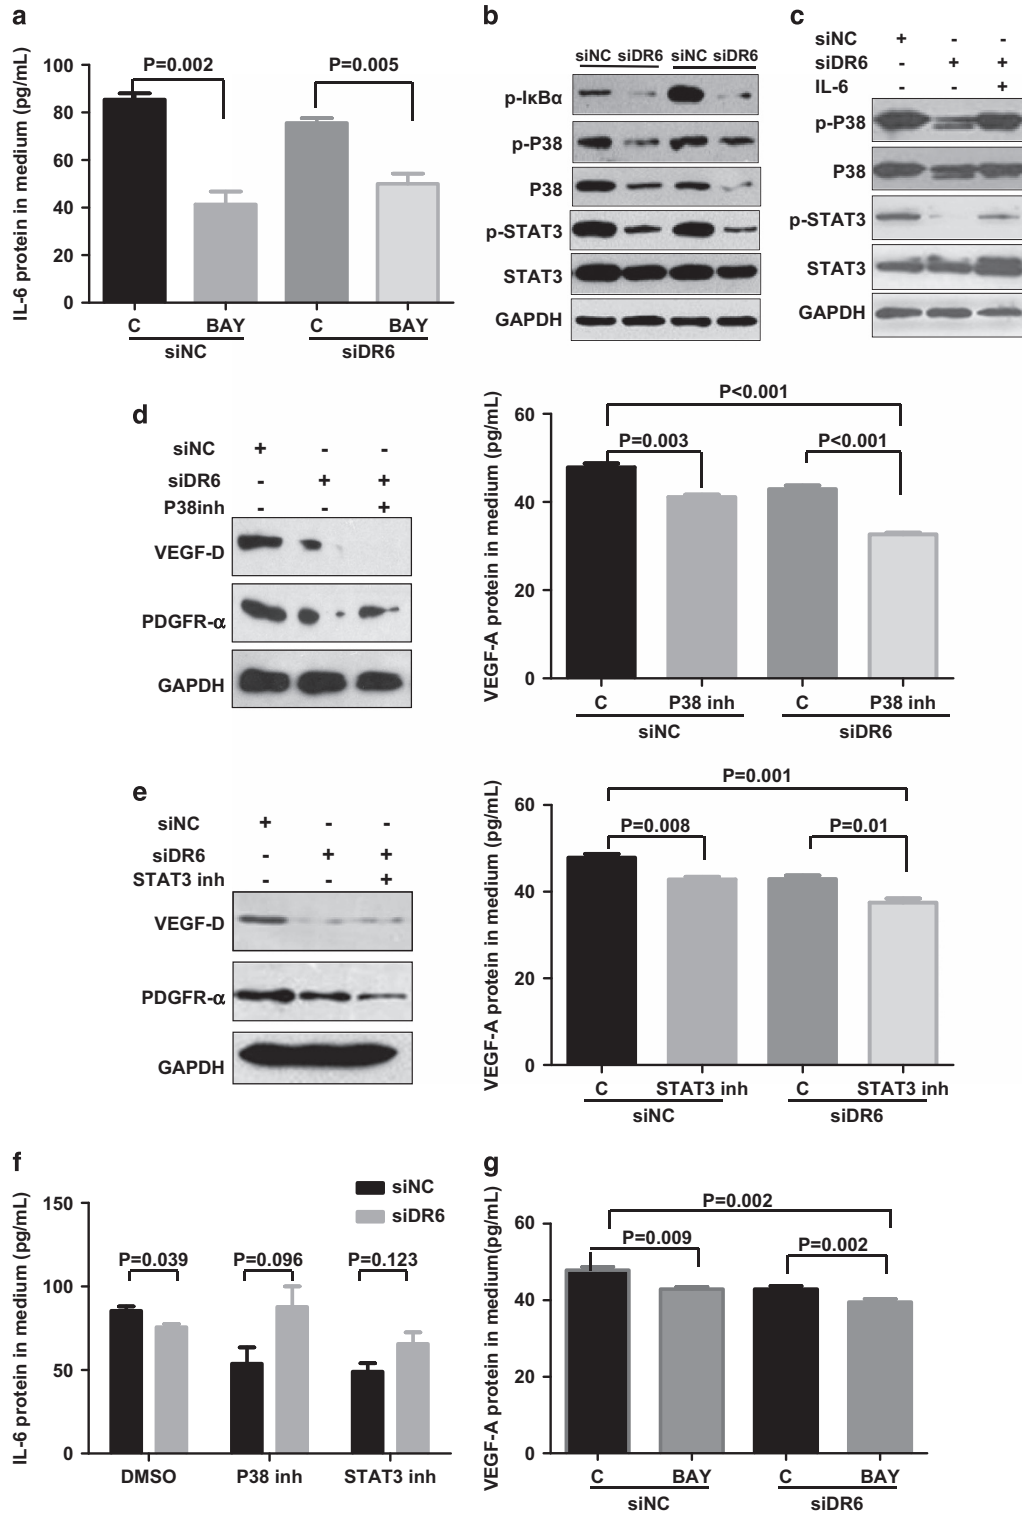 a
IL-6 protein in medium (pg/mL)
100
80
60
40
20
0
P=0.002
P=0.005
C BAY C BAY
siNC siDR6
b
siNC siDR6 siNC siDR6
p-IκBα
p-P38
P38
p-STAT3
STAT3
GAPDH
c
siNC + - -
siDR6 - + +
IL-6 - - +
p-P38
P38
p-STAT3
STAT3
GAPDH
d
siNC + - -
siDR6 - + +
P38inh - - +
VEGF-D
PDGFR-α
GAPDH
VEGF-A protein in medium (pg/mL)
60
40
20
0
P<0.001
P=0.003
P<0.001
C P38 inh C P38 inh
siNC siDR6
e
siNC + - -
siDR6 - + +
STAT3 inh - - +
VEGF-D
PDGFR-α
GAPDH
VEGF-A protein in medium (pg/mL)
60
40
20
0
P=0.001
P=0.008
P=0.01
C STAT3 inh C STAT3 inh
siNC siDR6
f
IL-6 protein in medium (pg/mL)
150
100
50
0
siNC
siDR6
P=0.039
P=0.096
P=0.123
DMSO P38 inh STAT3 inh
g
VEGF-A protein in medium(pg/mL)
60
40
20
0
P=0.002
P=0.009
P=0.002
C BAY C BAY
siNC siDR6